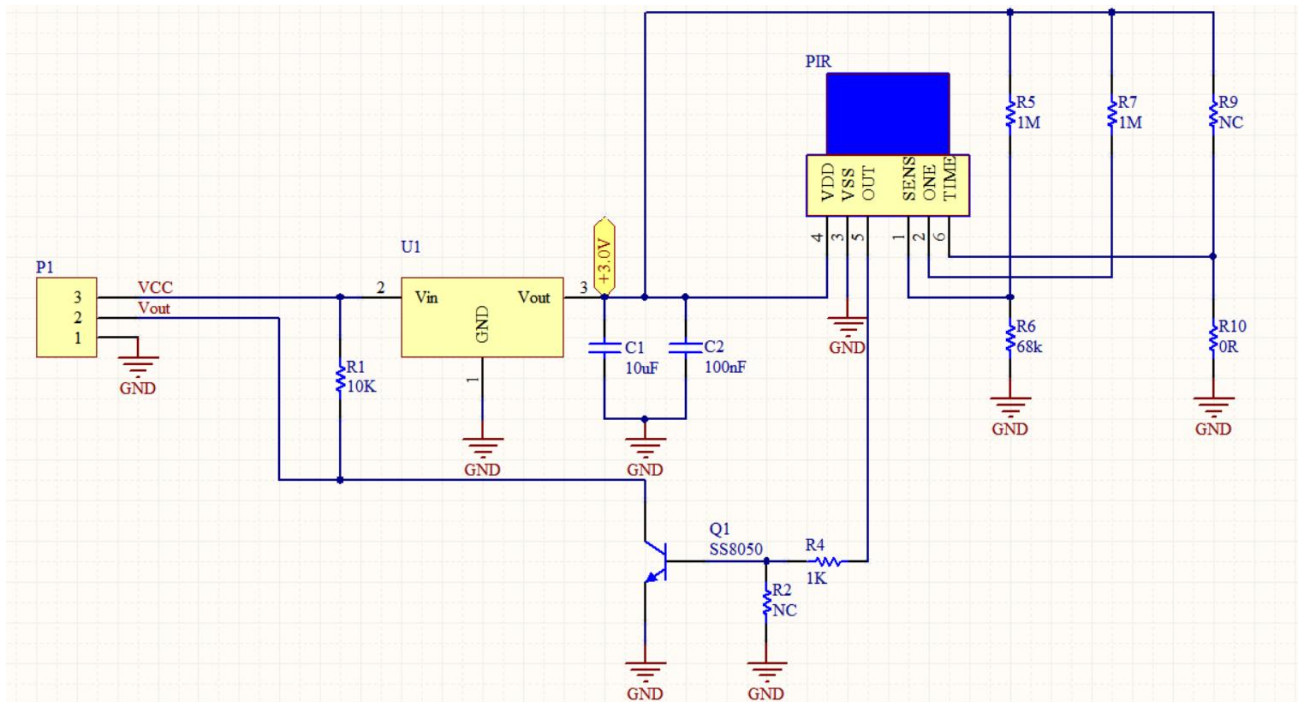 PIR
R5
1M
R7
1M
R9
NC
VDD
VSS
OUT
SENS
ONE
TIME
4
3
5
1
2
6
+3.0V
U1
P1
3
2
1
VCC
Vout
GND
2
Vin
Vout
GND
3
1
GND
R1
10K
C1
10uF
C2
100nF
GND
GND
R6
68k
GND
R10
0R
GND
Q1
SS8050
R4
1K
R2
NC
GND
GND